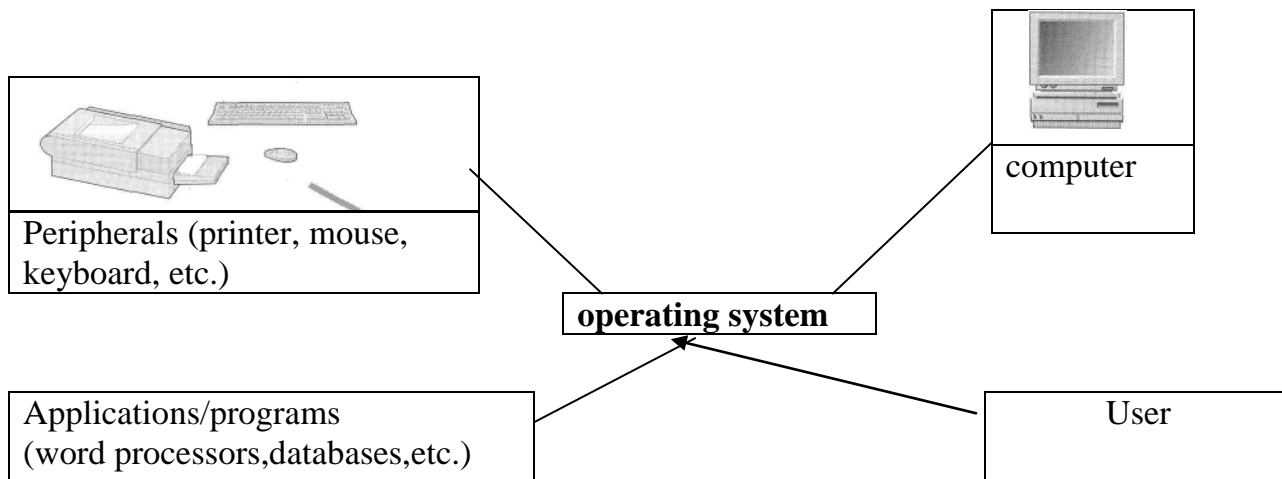 computer
Peripherals (printer, mouse,
keyboard, etc.)
operating system
Applications/programs
(word processors,databases,etc.)
User